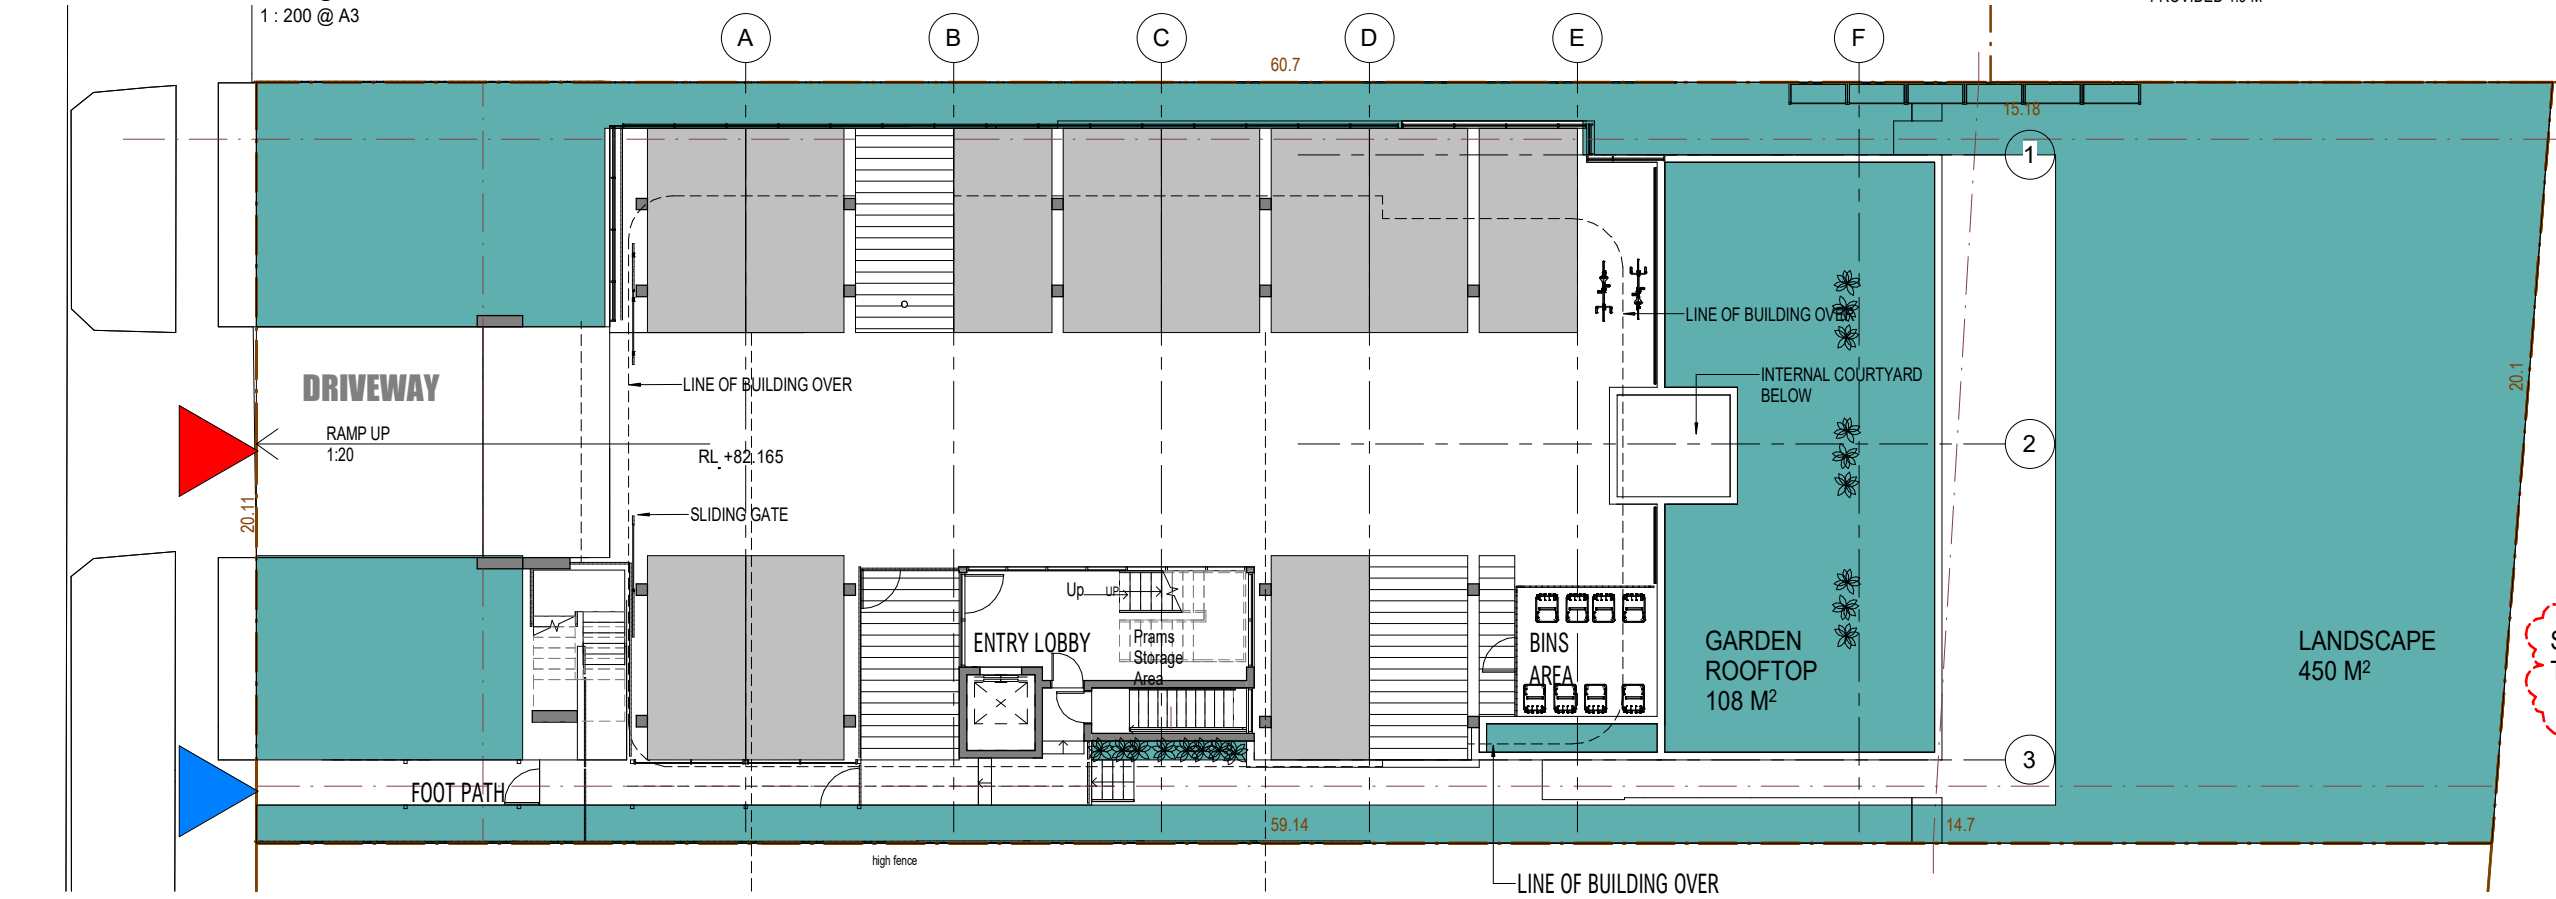 1 : 200 @ A3
A
B
C
D
E
F
60.7
15.18
1
LINE OF BUILDING OVER
DRIVEWAY
LINE OF BUILDING OVER
INTERNAL COURTYARD
BELOW
20.1
RAMP UP
1:20
RL +82.165
2
20.11
SLIDING GATE
Up
UP
ENTRY LOBBY
Prams
Storage
Area
BINS
AREA
GARDEN
ROOFTOP
108 M²
LANDSCAPE
450 M²
3
FOOT PATH
59.14
14.7
high fence
LINE OF BUILDING OVER